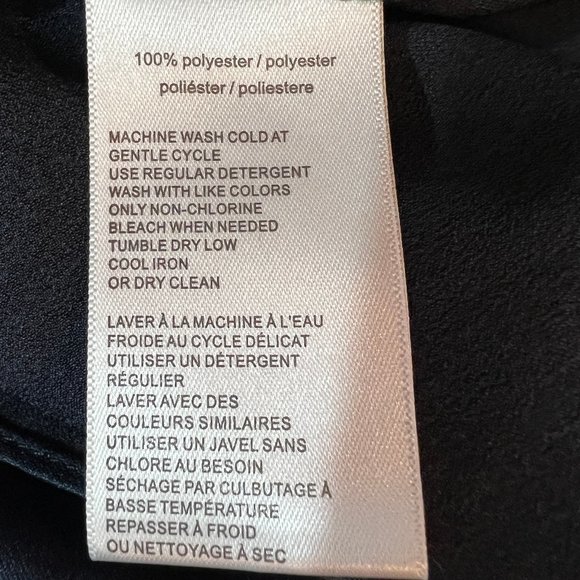 100% polyester / polyester
poliéster / poliestere
MACHINE WASH COLD AT
GENTLE CYCLE
USE REGULAR DETERGENT
WASH WITH LIKE COLORS
ONLY NON-CHLORINE
BLEACH WHEN NEEDED
TUMBLE DRY LOW
COOL IRON
OR DRY CLEAN
LAVER À LA MACHINE À L'EAU
FROIDE AU CYCLE DÉLICAT
UTILISER UN DÉTERGENT
RÉGULIER
LAVER AVEC DES
COULEURS SIMILAIRES
UTILISER UN JAVEL SANS
CHLORE AU BESOIN
SÉCHAGE PAR CULBUTAGE À
BASSE TEMPÉRATURE
REPASSER À FROID
OU NETTOYAGE À SEC